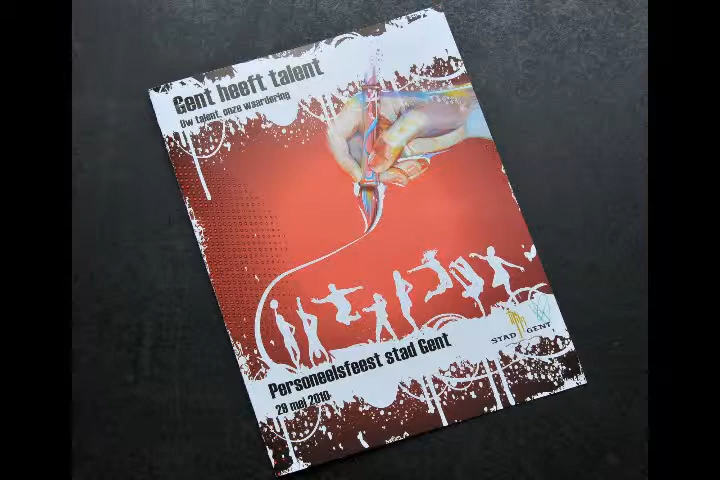 Gent heeft talent
Uw talent, onze waardering
Personeelsfeest stad Gent
28 mei 2010
STAD GENT